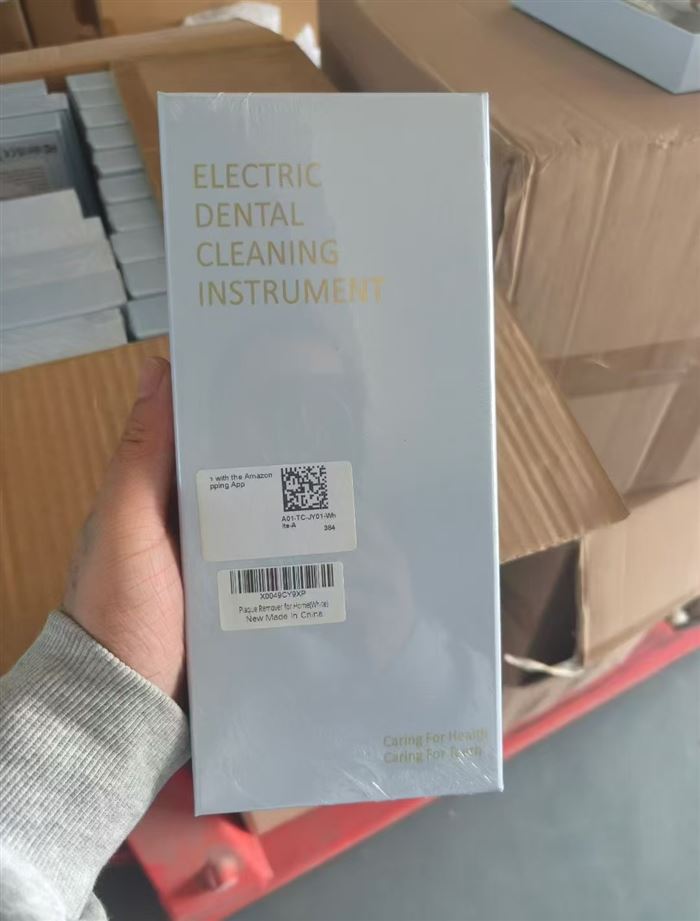 ELECTRIC
DENTAL
CLEANING
INSTRUMENT
with the Amazon
pping App
A01-TC-JY01-Wh
ite-A 384
X0049CY9XP
Plaque Remover for Home(White)
New Made In China
Caring For Health
Caring For Teeth